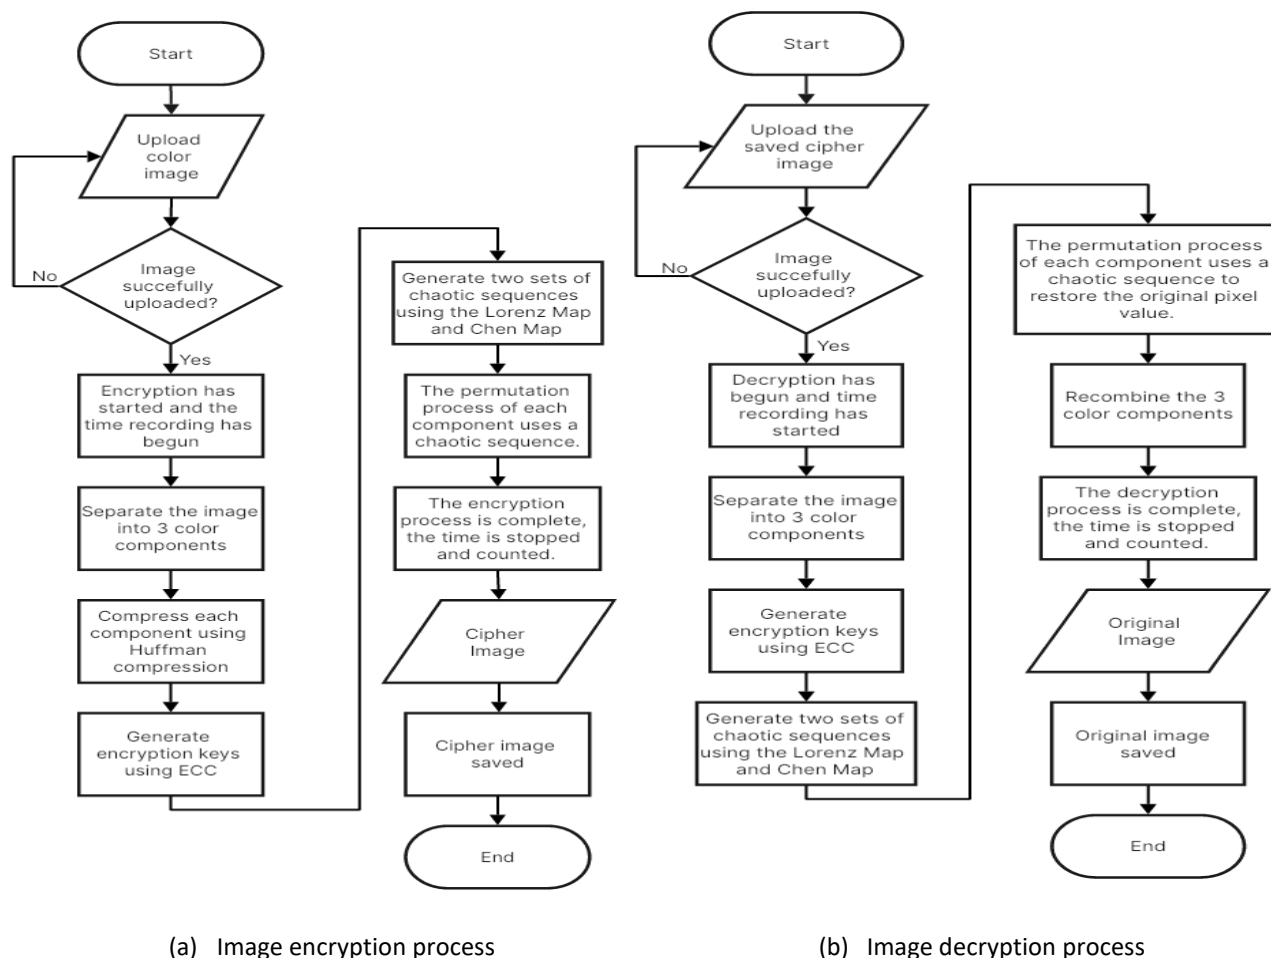 Start
Upload
color
image
No
Image
succefully
uploaded?
Yes
Encryption has
started and the
time recording has
begun
Separate the image
into 3 color
components
Compress each
component using
Huffman
compression
Generate
encryption keys
using ECC
Generate two sets of
chaotic sequences
using the Lorenz Map
and Chen Map
The permutation
process of each
component uses a
chaotic sequence.
The encryption
process is complete,
the time is stopped
and counted.
Cipher
Image
Cipher image
saved
End
(a) Image encryption process
Start
Upload the
saved cipher
image
No
Image
succefully
uploaded?
Yes
Decryption has
begun and time
recording has
started
Separate the image
into 3 color
components
Generate
encryption keys
using ECC
Generate two sets of
chaotic sequences
using the Lorenz Map
and Chen Map
The permutation process
of each component uses a
chaotic sequence to
restore the original pixel
value.
Recombine the 3
color components
The decryption
process is complete,
the time is stopped
and counted.
Original
Image
Original image
saved
End
(b) Image decryption process